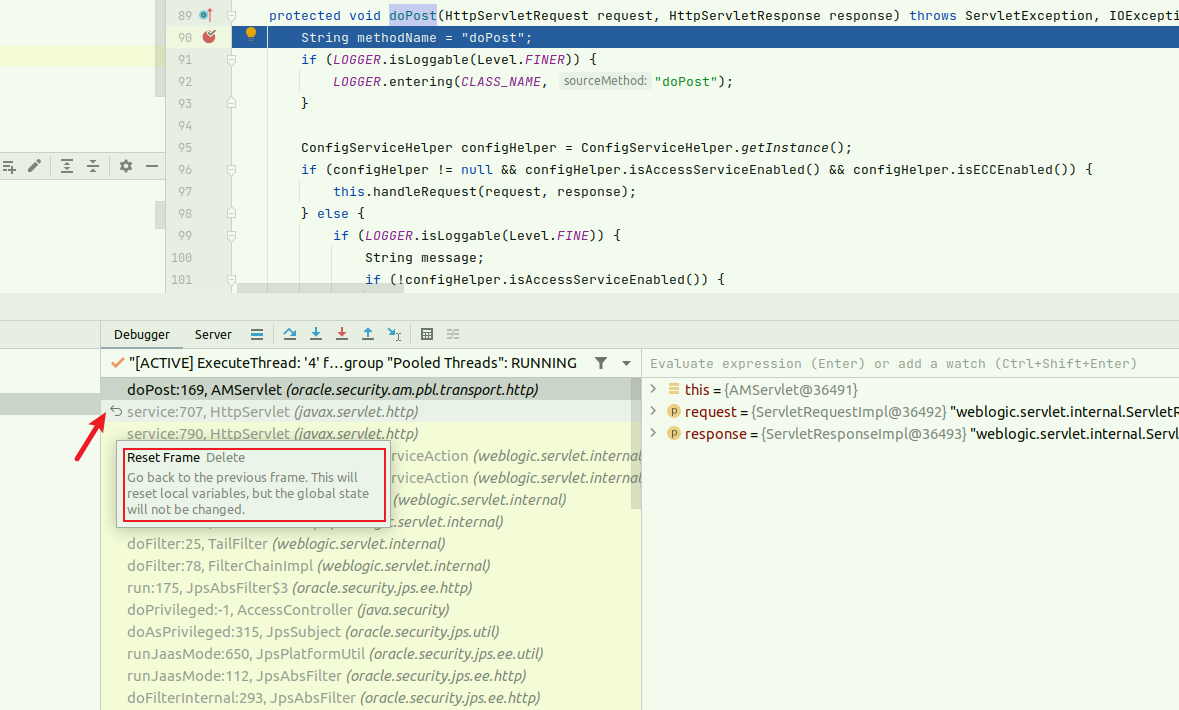 89 protected void doPost(HttpServletRequest request, HttpServletResponse response) throws ServletException, IOExcepti
90 String methodName = "doPost";
91 if (LOGGER.isLoggable(Level.FINER)) {
92 LOGGER.entering(CLASS_NAME, sourceMethod: "doPost");
93 }
94
95 ConfigServiceHelper configHelper = ConfigServiceHelper.getInstance();
96 if (configHelper != null && configHelper.isAccessServiceEnabled() && configHelper.isECCEnabled()) {
97 this.handleRequest(request, response);
98 } else {
99 if (LOGGER.isLoggable(Level.FINE)) {
100 String message;
101 if (!configHelper.isAccessServiceEnabled()) {
Debugger Server
"[ACTIVE] ExecuteThread: '4' f...group "Pooled Threads": RUNNING
Evaluate expression (Enter) or add a watch (Ctrl+Shift+Enter)
doPost:169, AMServlet (oracle.security.am.pbl.transport.http)
service:707, HttpServlet (javax.servlet.http)
service:790, HttpServlet (javax.servlet.http)
Reset Frame Delete
Go back to the previous frame. This will
reset local variables, but the global state
will not be changed.
rviceAction (weblogic.servlet.internal
rviceAction (weblogic.servlet.internal
(weblogic.servlet.internal)
c.servlet.internal)
doFilter:25, TailFilter (weblogic.servlet.internal)
doFilter:78, FilterChainImpl (weblogic.servlet.internal)
run:175, JpsAbsFilter$3 (oracle.security.jps.ee.http)
doPrivileged:-1, AccessController (java.security)
doAsPrivileged:315, JpsSubject (oracle.security.jps.util)
runJaasMode:650, JpsPlatformUtil (oracle.security.jps.ee.util)
runJaasMode:112, JpsAbsFilter (oracle.security.jps.ee.http)
doFilterInternal:293, JpsAbsFilter (oracle.security.jps.ee.http)
this = {AMServlet@36491}
p request = {ServletRequestImpl@36492} "weblogic.servlet.internal.ServletR
p response = {ServletResponseImpl@36493} "weblogic.servlet.internal.Servl